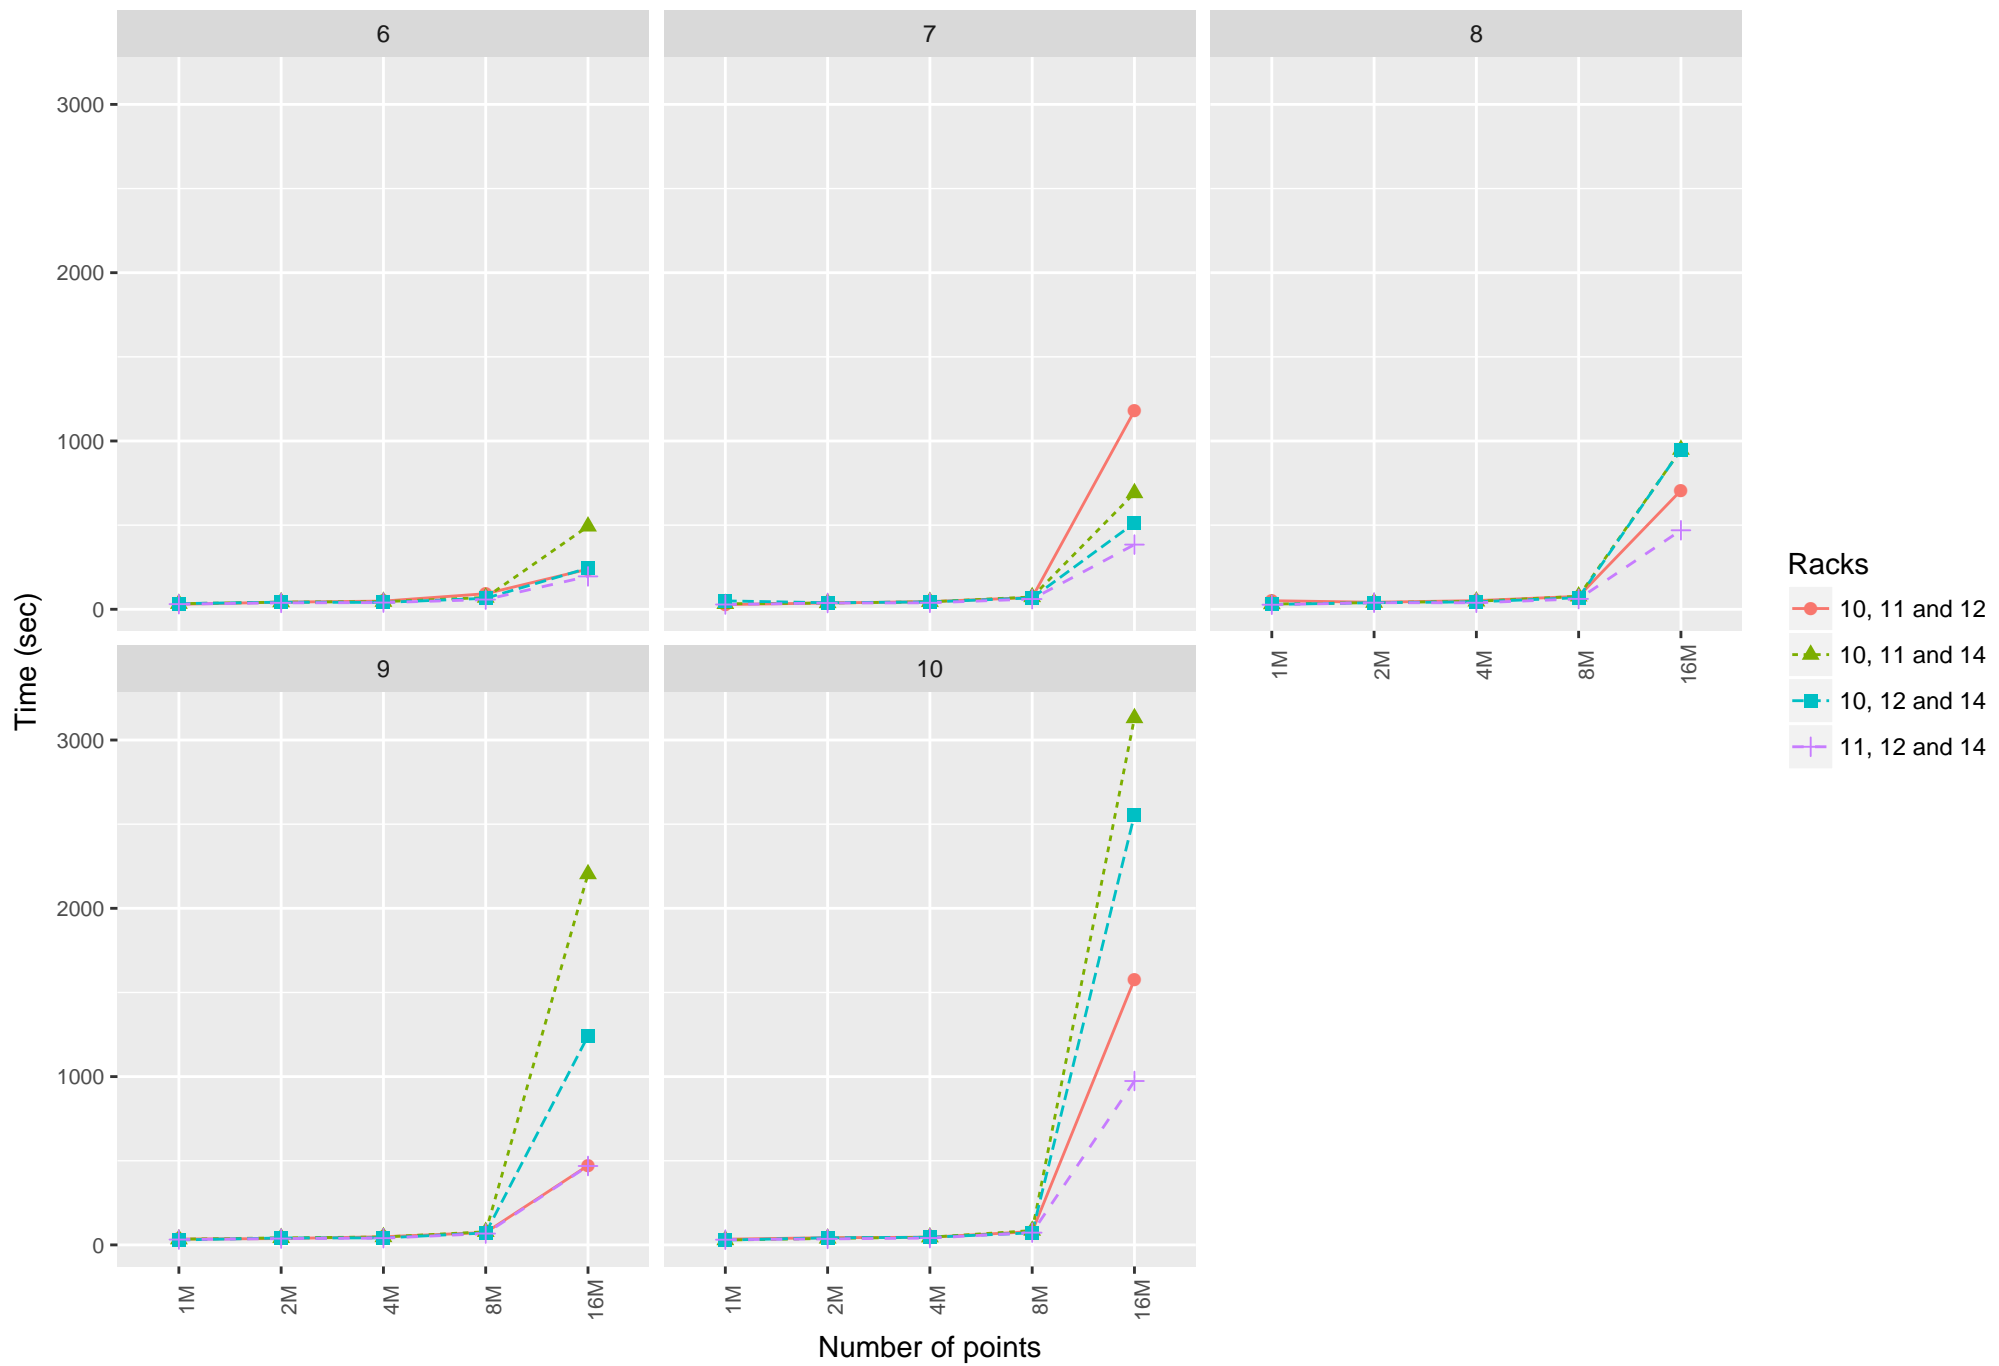 6
7
8
3000
2000
1000
0
1M
2M
4M
8M
16M
9
10
3000
2000
1000
0
1M
2M
4M
8M
16M
1M
2M
4M
8M
16M
Time (sec)
Number of points
Racks
10, 11 and 12
10, 11 and 14
10, 12 and 14
11, 12 and 14